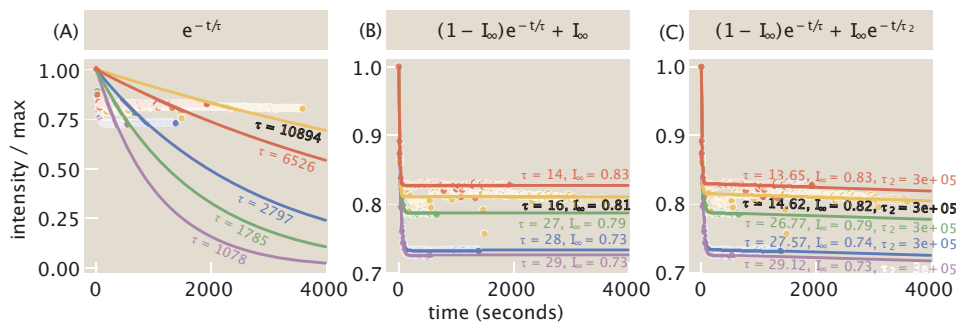 (A) e^{-t/τ}
(B) (1 - I∞)e^{-t/τ} + I∞
(C) (1 - I∞)e^{-t/τ} + I∞e^{-t/τ₂}
intensity / max
1.00
0.75
0.50
0.25
0.00
τ = 10894
τ = 6526
τ = 2797
τ = 1785
τ = 1078
0 2000 4000
1.0
0.9
0.8
0.7
τ = 14, I∞ = 0.83
τ = 16, I∞ = 0.81
τ = 27, I∞ = 0.79
τ = 28, I∞ = 0.73
τ = 29, I∞ = 0.73
0 2000 4000
1.0
0.9
0.8
0.7
τ = 13.65, I∞ = 0.83, τ₂ = 3e+05
τ = 14.62, I∞ = 0.82, τ₂ = 3e+05
τ = 26.77, I∞ = 0.79, τ₂ = 3e+05
τ = 27.57, I∞ = 0.74, τ₂ = 3e+05
τ = 29.12, I∞ = 0.73, τ₂ = 3e+05
0 2000 4000
time (seconds)